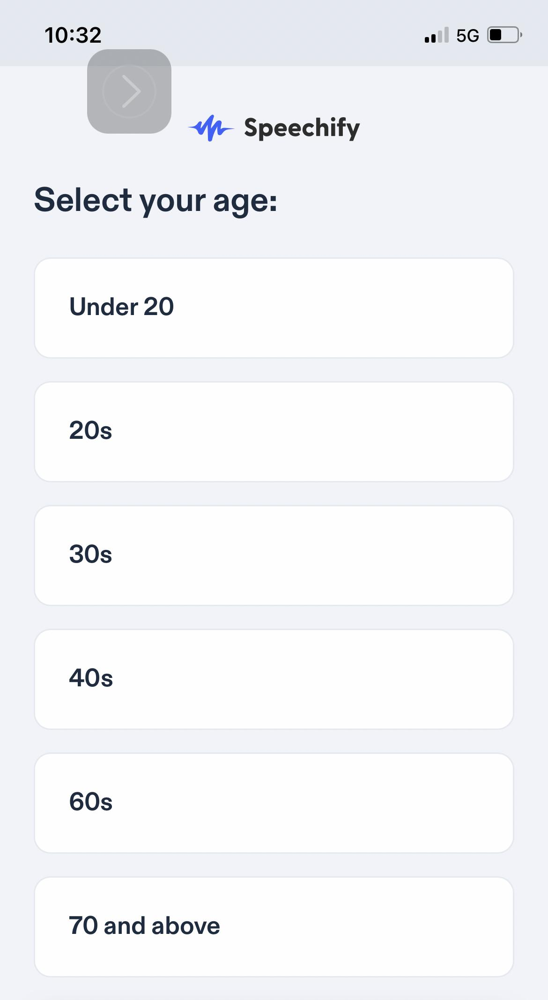 10:32
5G
Speechify
Select your age:
Under 20
20s
30s
40s
60s
70 and above